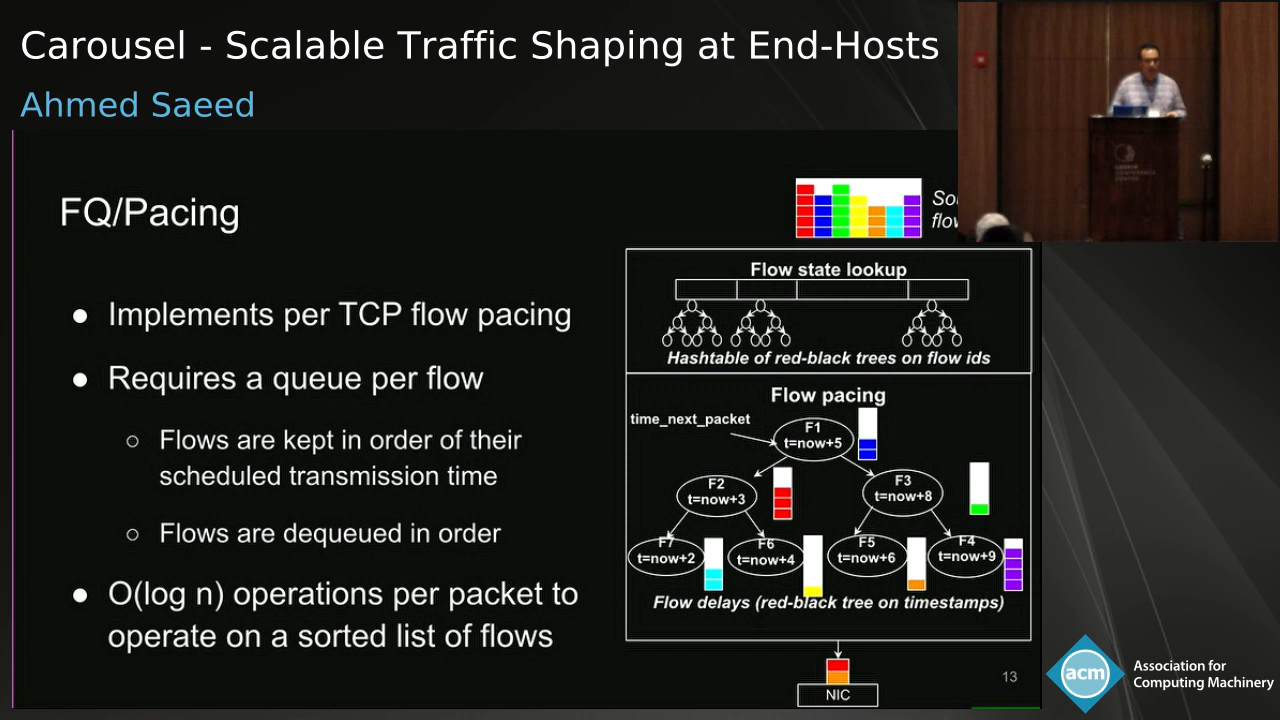 Carousel - Scalable Traffic Shaping at End-Hosts
Ahmed Saeed
FQ/Pacing
● Implements per TCP flow pacing
● Requires a queue per flow
○ Flows are kept in order of their
scheduled transmission time
○ Flows are dequeued in order
● O(log n) operations per packet to
operate on a sorted list of flows
Flow state lookup
Hashtable of red-black trees on flow ids
Flow pacing
time_next_packet
F1
t=now+5
F2
t=now+3
F3
t=now+8
F7
t=now+2
F6
t=now+4
F5
t=now+6
F4
t=now+9
Flow delays (red-black tree on timestamps)
NIC
13
acm
Association for
Computing Machinery